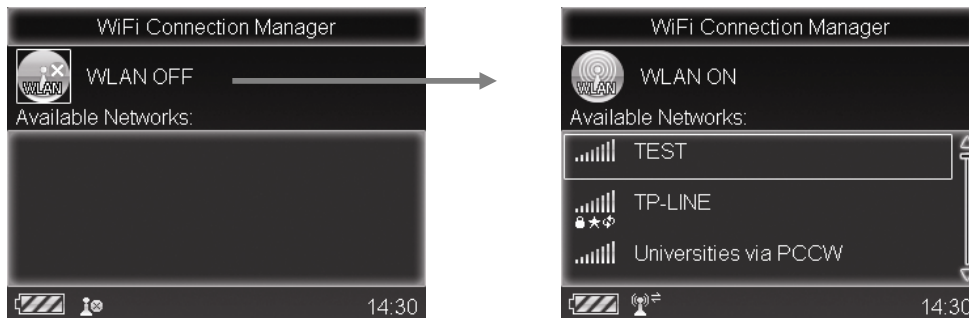 WiFi Connection Manager
WLAN WLAN OFF
Available Networks:
14:30
WiFi Connection Manager
WLAN WLAN ON
Available Networks:
TEST
TP-LINE
Universities via PCCW
14:30